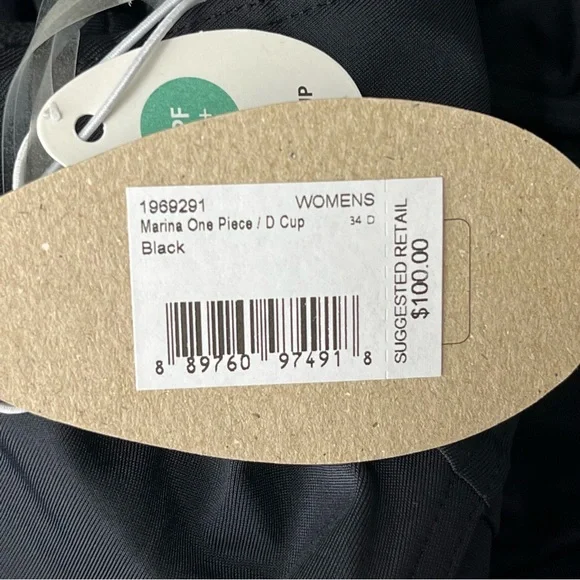 1969291 WOMENS
Marina One Piece / D Cup 34 D
Black
8 89760 97491 8
SUGGESTED RETAIL
$100.00